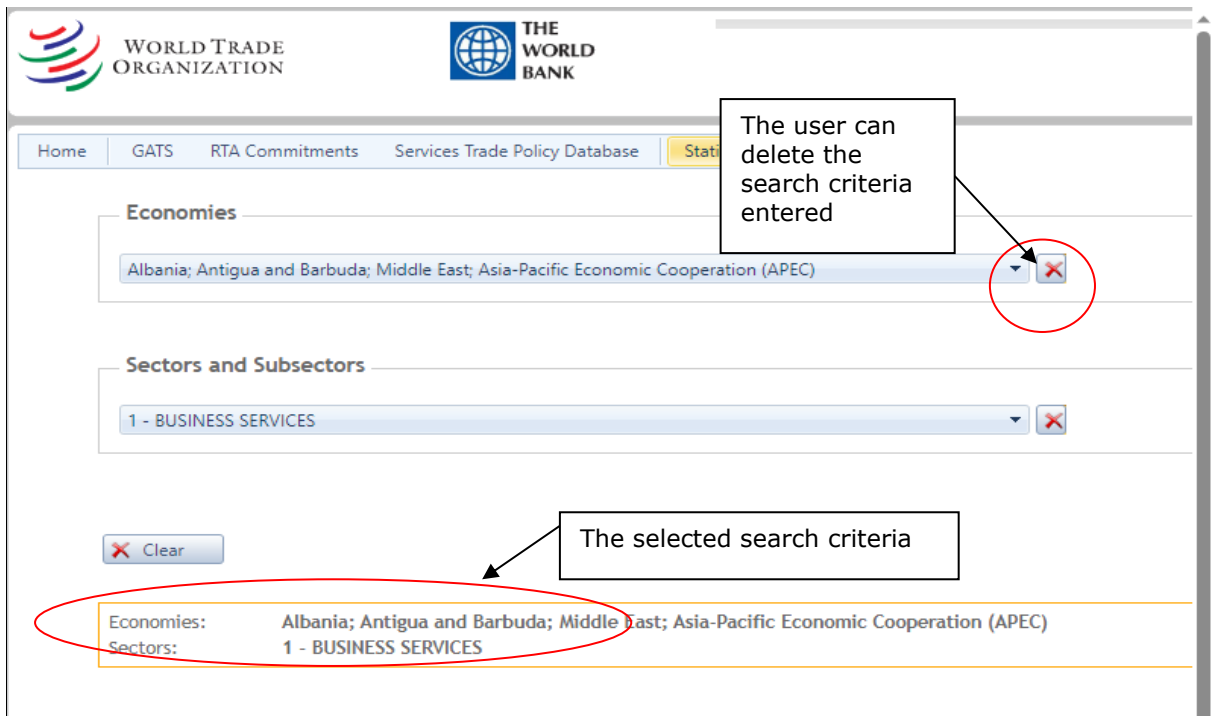 WORLD TRADE
ORGANIZATION
THE
WORLD
BANK
The user can
delete the
search criteria
entered
Home GATS RTA Commitments Services Trade Policy Database Stati
Economies
Albania; Antigua and Barbuda; Middle East; Asia-Pacific Economic Cooperation (APEC)
Sectors and Subsectors
1 - BUSINESS SERVICES
The selected search criteria
Clear
Economies: Albania; Antigua and Barbuda; Middle East; Asia-Pacific Economic Cooperation (APEC)
Sectors: 1 - BUSINESS SERVICES